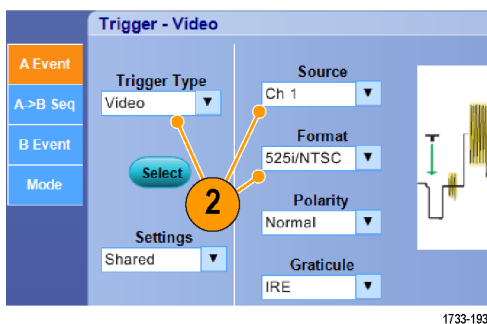 Trigger - Video
A Event
A->B Seq
B Event
Mode
Trigger Type
Video
Select
Settings
Shared
2
Source
Ch 1
Format
525i/NTSC
Polarity
Normal
Graticule
IRE
T
1733-193